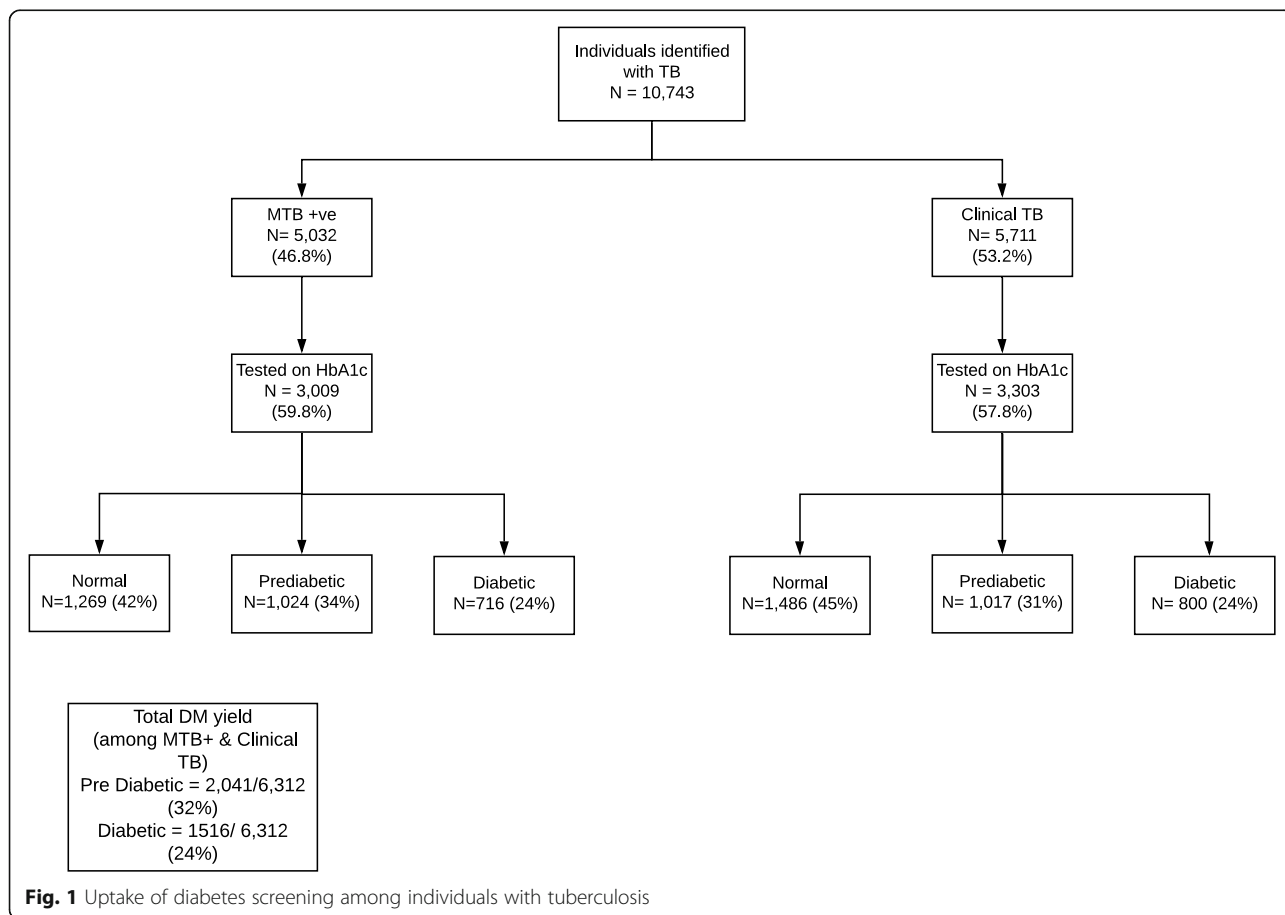 Individuals identified
with TB
N = 10,743
MTB +ve
N= 5,032
(46.8%)
Clinical TB
N= 5,711
(53.2%)
Tested on HbA1c
N = 3,009
(59.8%)
Tested on HbA1c
N = 3,303
(57.8%)
Normal
N=1,269 (42%)
Prediabetic
N=1,024 (34%)
Diabetic
N=716 (24%)
Normal
N=1,486 (45%)
Prediabetic
N= 1,017 (31%)
Diabetic
N= 800 (24%)
Total DM yield
(among MTB+ & Clinical
TB)
Pre Diabetic = 2,041/6,312
(32%)
Diabetic = 1516/ 6,312
(24%)
Fig. 1 Uptake of diabetes screening among individuals with tuberculosis